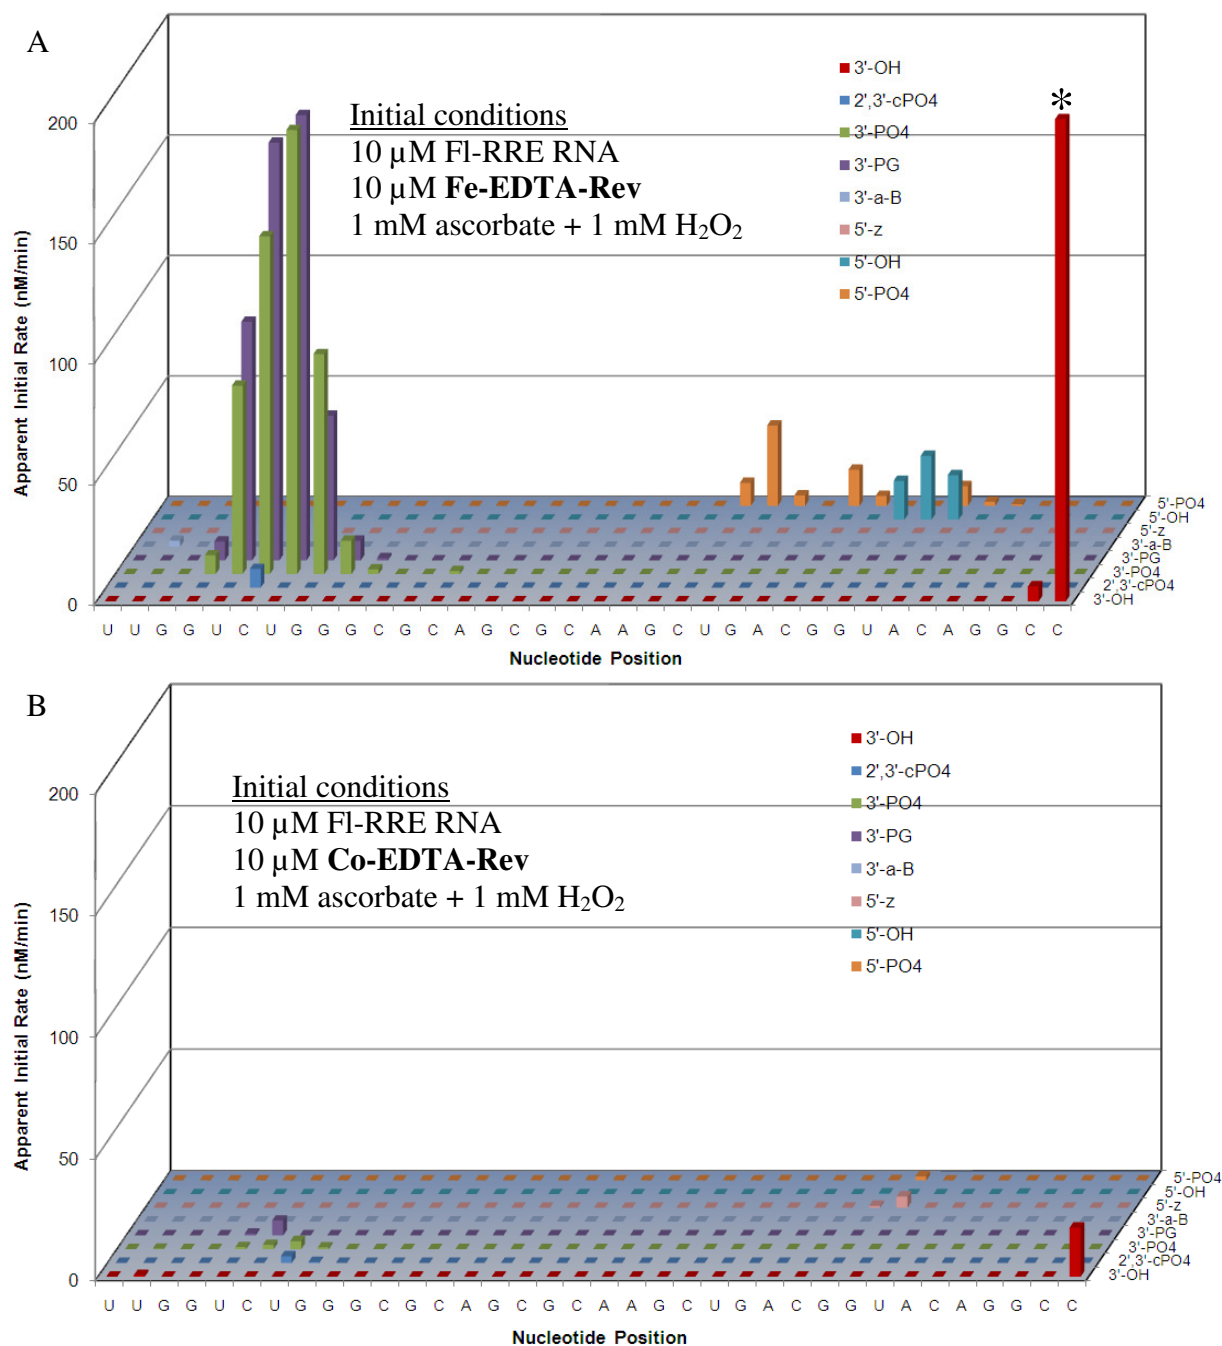 A
Initial conditions
10 µM Fl-RRE RNA
10 µM Fe-EDTA-Rev
1 mM ascorbate + 1 mM H₂O₂
3'-OH
2',3'-cPO4
3'-PO4
3'-PG
3'-a-B
5'-z
5'-OH
5'-PO4
*
Apparent Initial Rate (nM/min)
200
150
100
50
0
5'-PO4
5'-OH
5'-z
3'-a-B
3'-PG
3'-PO4
2',3'-cPO4
3'-OH
U U G G U C U G G G C G C A G C G C A A G C U G A C G G U A C A G G C C
Nucleotide Position
B
Initial conditions
10 µM Fl-RRE RNA
10 µM Co-EDTA-Rev
1 mM ascorbate + 1 mM H₂O₂
3'-OH
2',3'-cPO4
3'-PO4
3'-PG
3'-a-B
5'-z
5'-OH
5'-PO4
Apparent Initial Rate (nM/min)
200
150
100
50
0
5'-PO4
5'-OH
5'-z
3'-a-B
3'-PG
3'-PO4
2',3'-cPO4
3'-OH
U U G G U C U G G G C G C A G C G C A A G C U G A C G G U A C A G G C C
Nucleotide Position